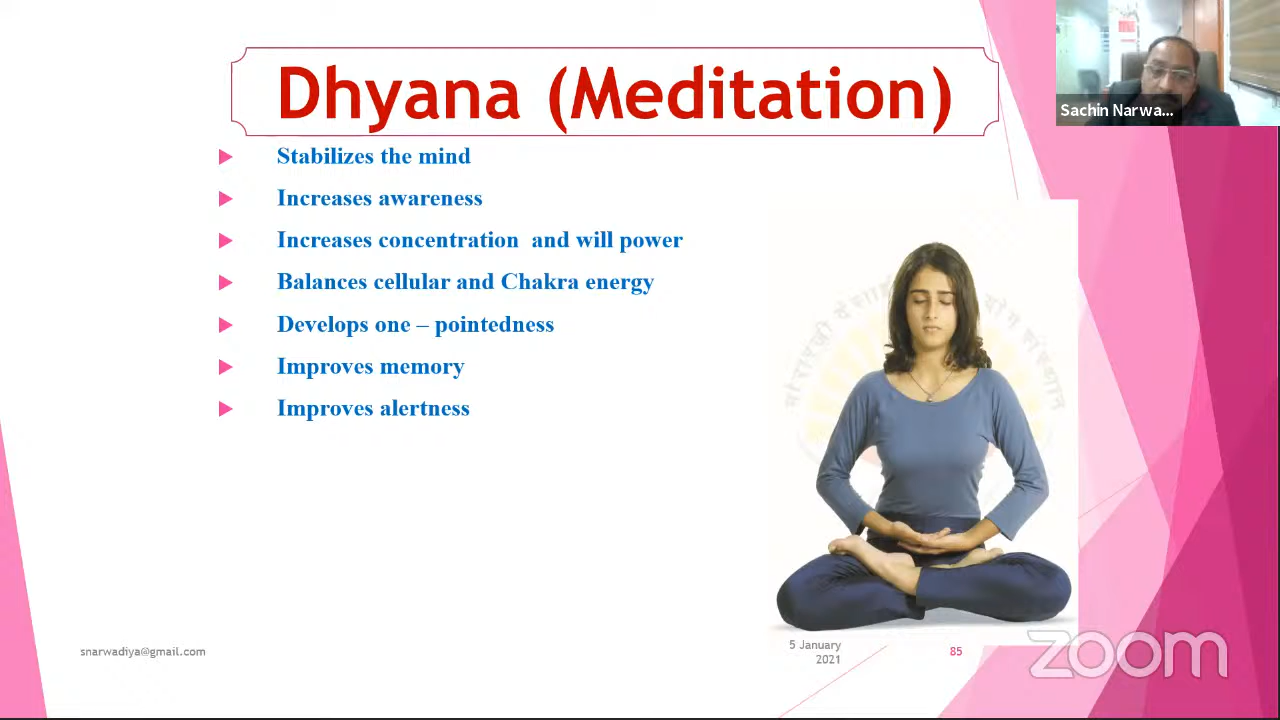 Dhyana (Meditation)
Sachin Narwa...
Stabilizes the mind
Increases awareness
Increases concentration and will power
Balances cellular and Chakra energy
Develops one – pointedness
Improves memory
Improves alertness
snarwadiya@gmail.com
5 January
2021
85
zoom